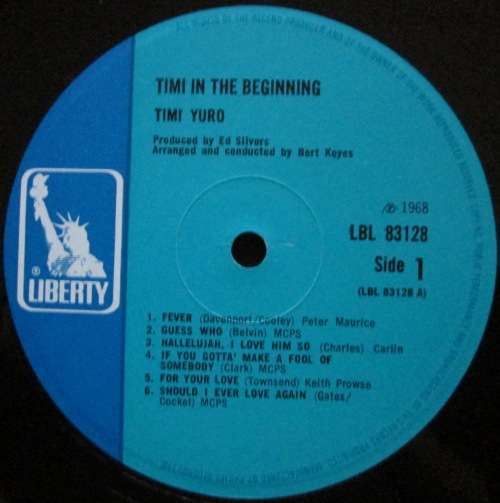 TIMI IN THE BEGINNING
TIMI YURO
Produced by Ed Silvers
Arranged and conducted by Bert Keyes
℗ 1968
LBL 83128
Side 1
(LBL 83128 A)
® LIBERTY
1. FEVER (Davenport/Cooley) Peter Maurice
2. GUESS WHO (Belvin) MCPS
3. HALLELUJAH, I LOVE HIM SO (Charles) Carlin
4. IF YOU GOTTA' MAKE A FOOL OF
SOMEBODY (Clark) MCPS
5. FOR YOUR LOVE (Townsend) Keith Prowse
6. SHOULD I EVER LOVE AGAIN (Gates/
Cocket) MCPS